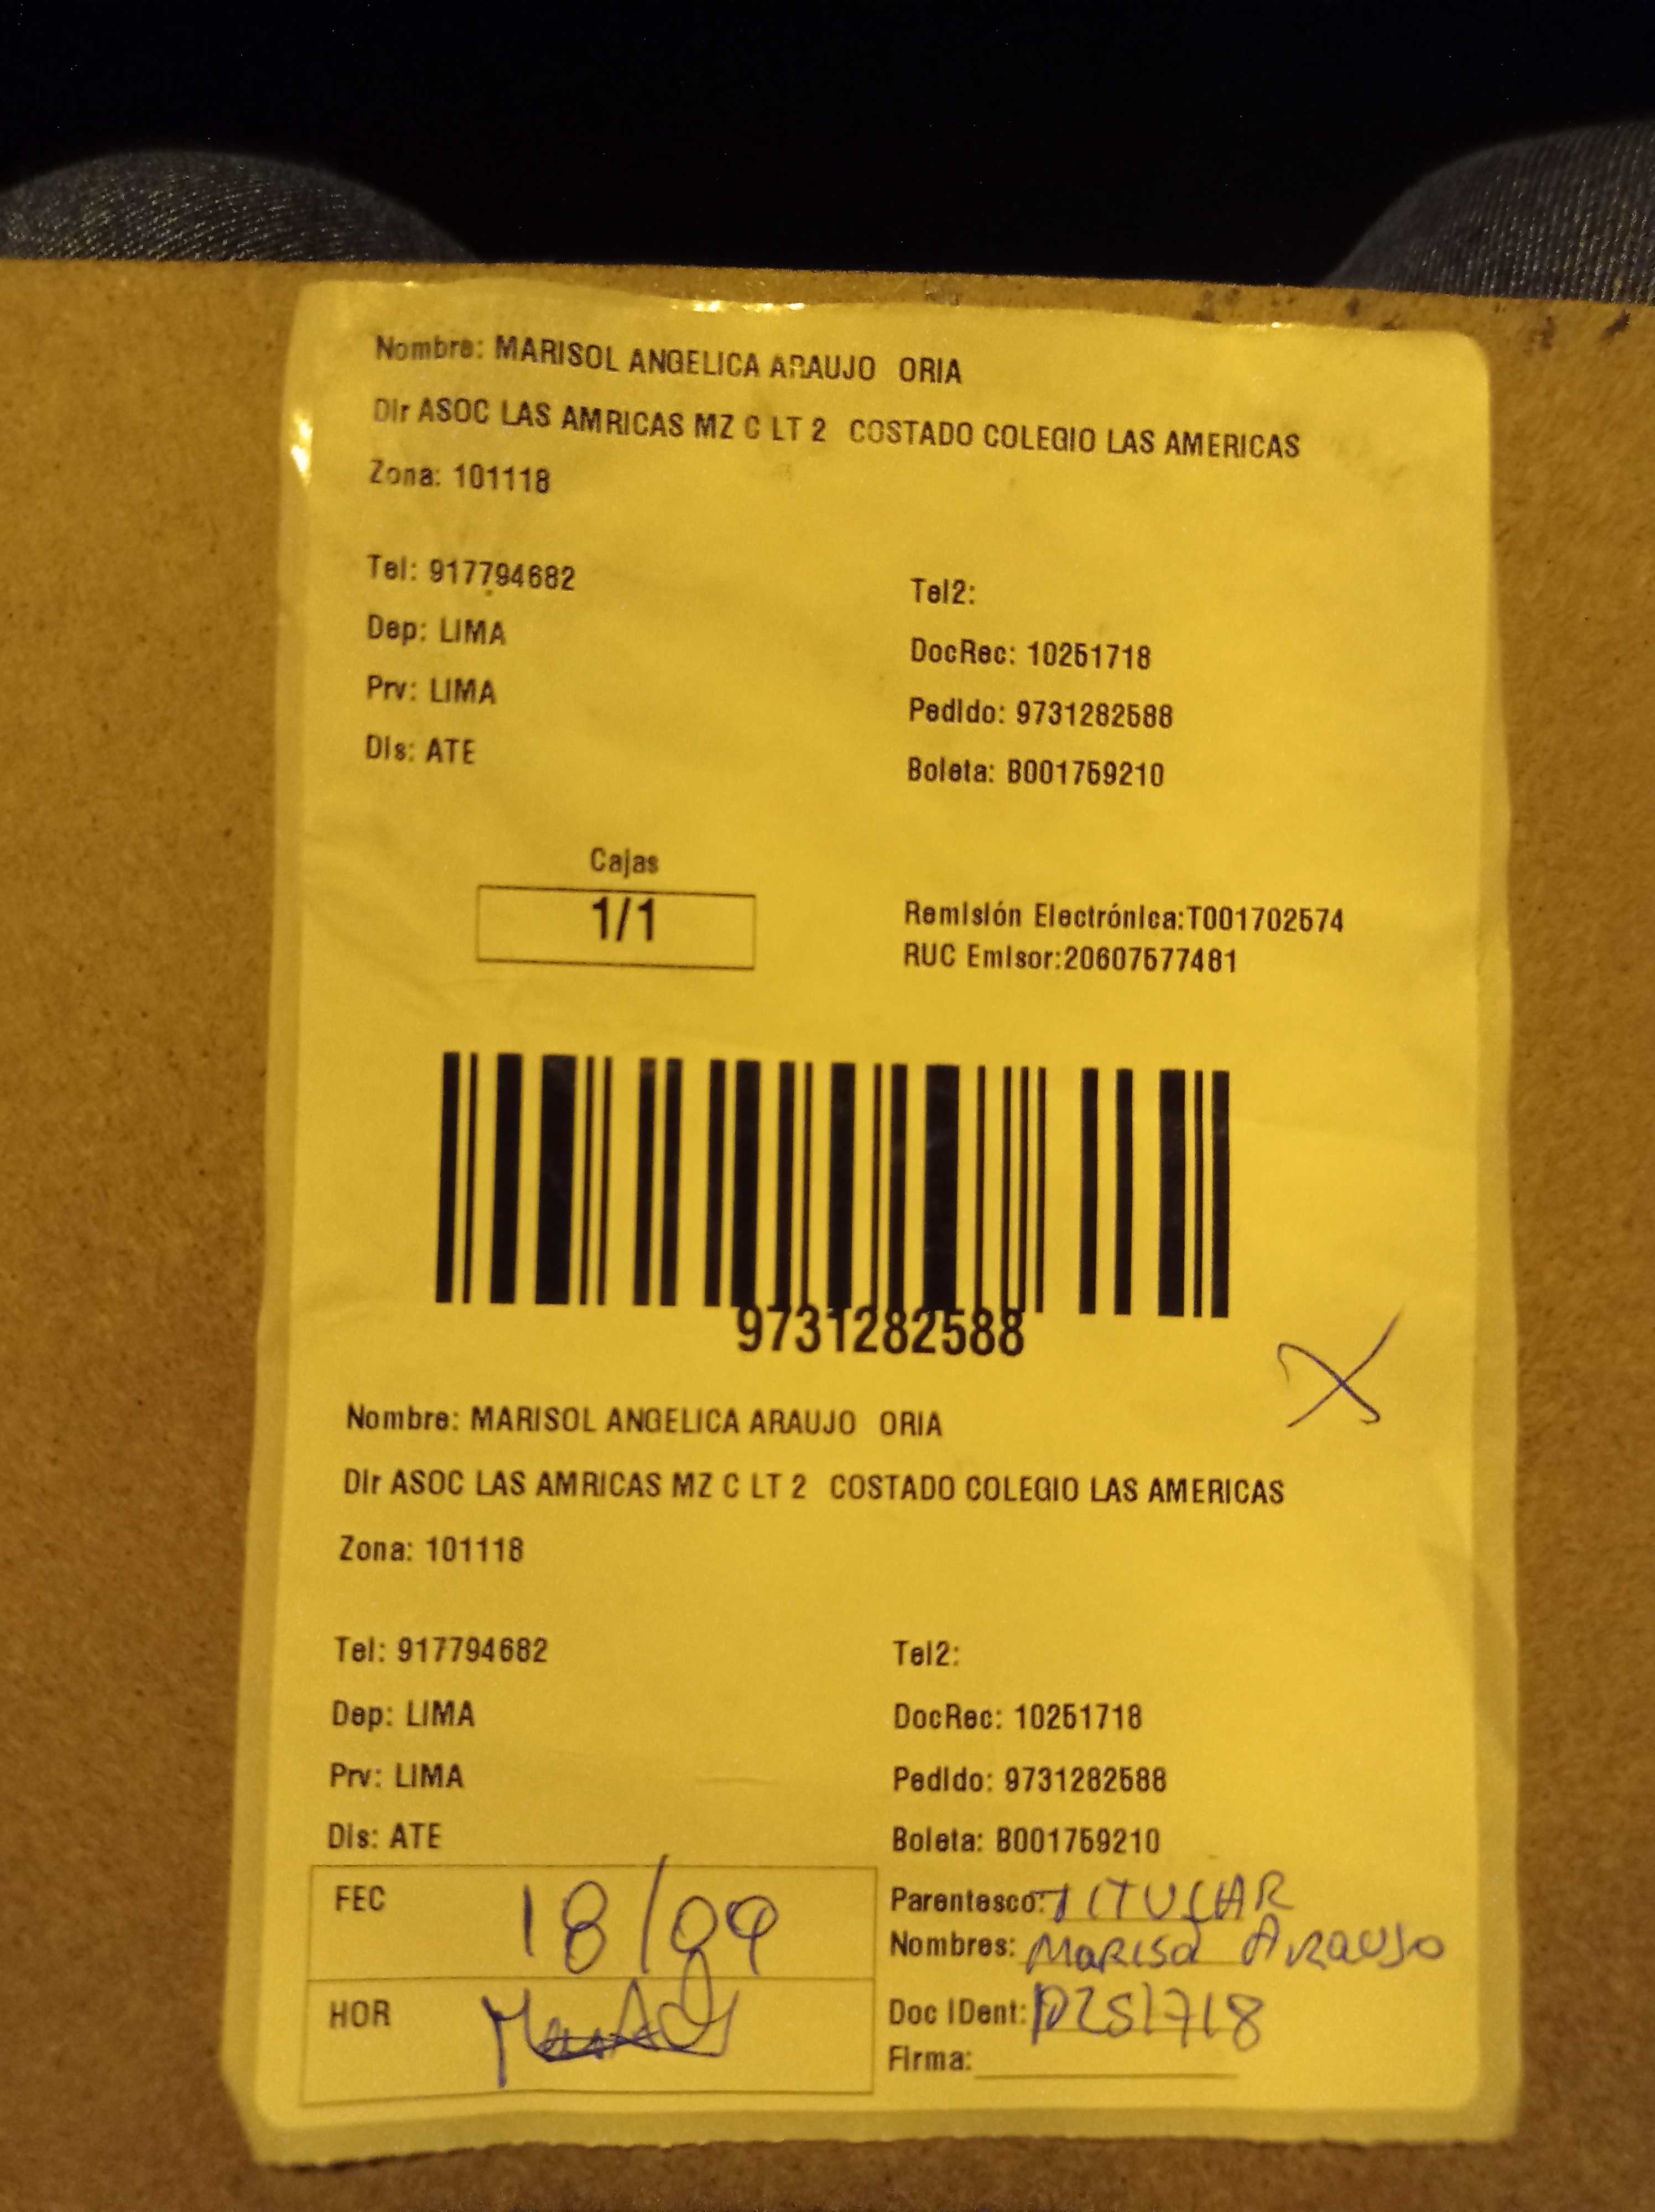 Nombre: MARISOL ANGELICA ARAUJO ORIA
Dir ASOC LAS AMRICAS MZ C LT 2 COSTADO COLEGIO LAS AMERICAS
Zona: 101118
Tel: 917794682 Tel2:
Dep: LIMA DocRec: 10251718
Prv: LIMA Pedido: 9731282588
Dis: ATE Boleta: B001759210
Cajas
1/1
Remisión Electrónica:T001702574
RUC Emisor:20607577481
9731282588
X
Nombre: MARISOL ANGELICA ARAUJO ORIA
Dir ASOC LAS AMRICAS MZ C LT 2 COSTADO COLEGIO LAS AMERICAS
Zona: 101118
Tel: 917794682 Tel2:
Dep: LIMA DocRec: 10251718
Prv: LIMA Pedido: 9731282588
Dis: ATE Boleta: B001759210
FEC 18/09
Parentesco: TITULAR
Nombres: Marisol Araujo
HOR
Doc IDent: 10251718
Firma: